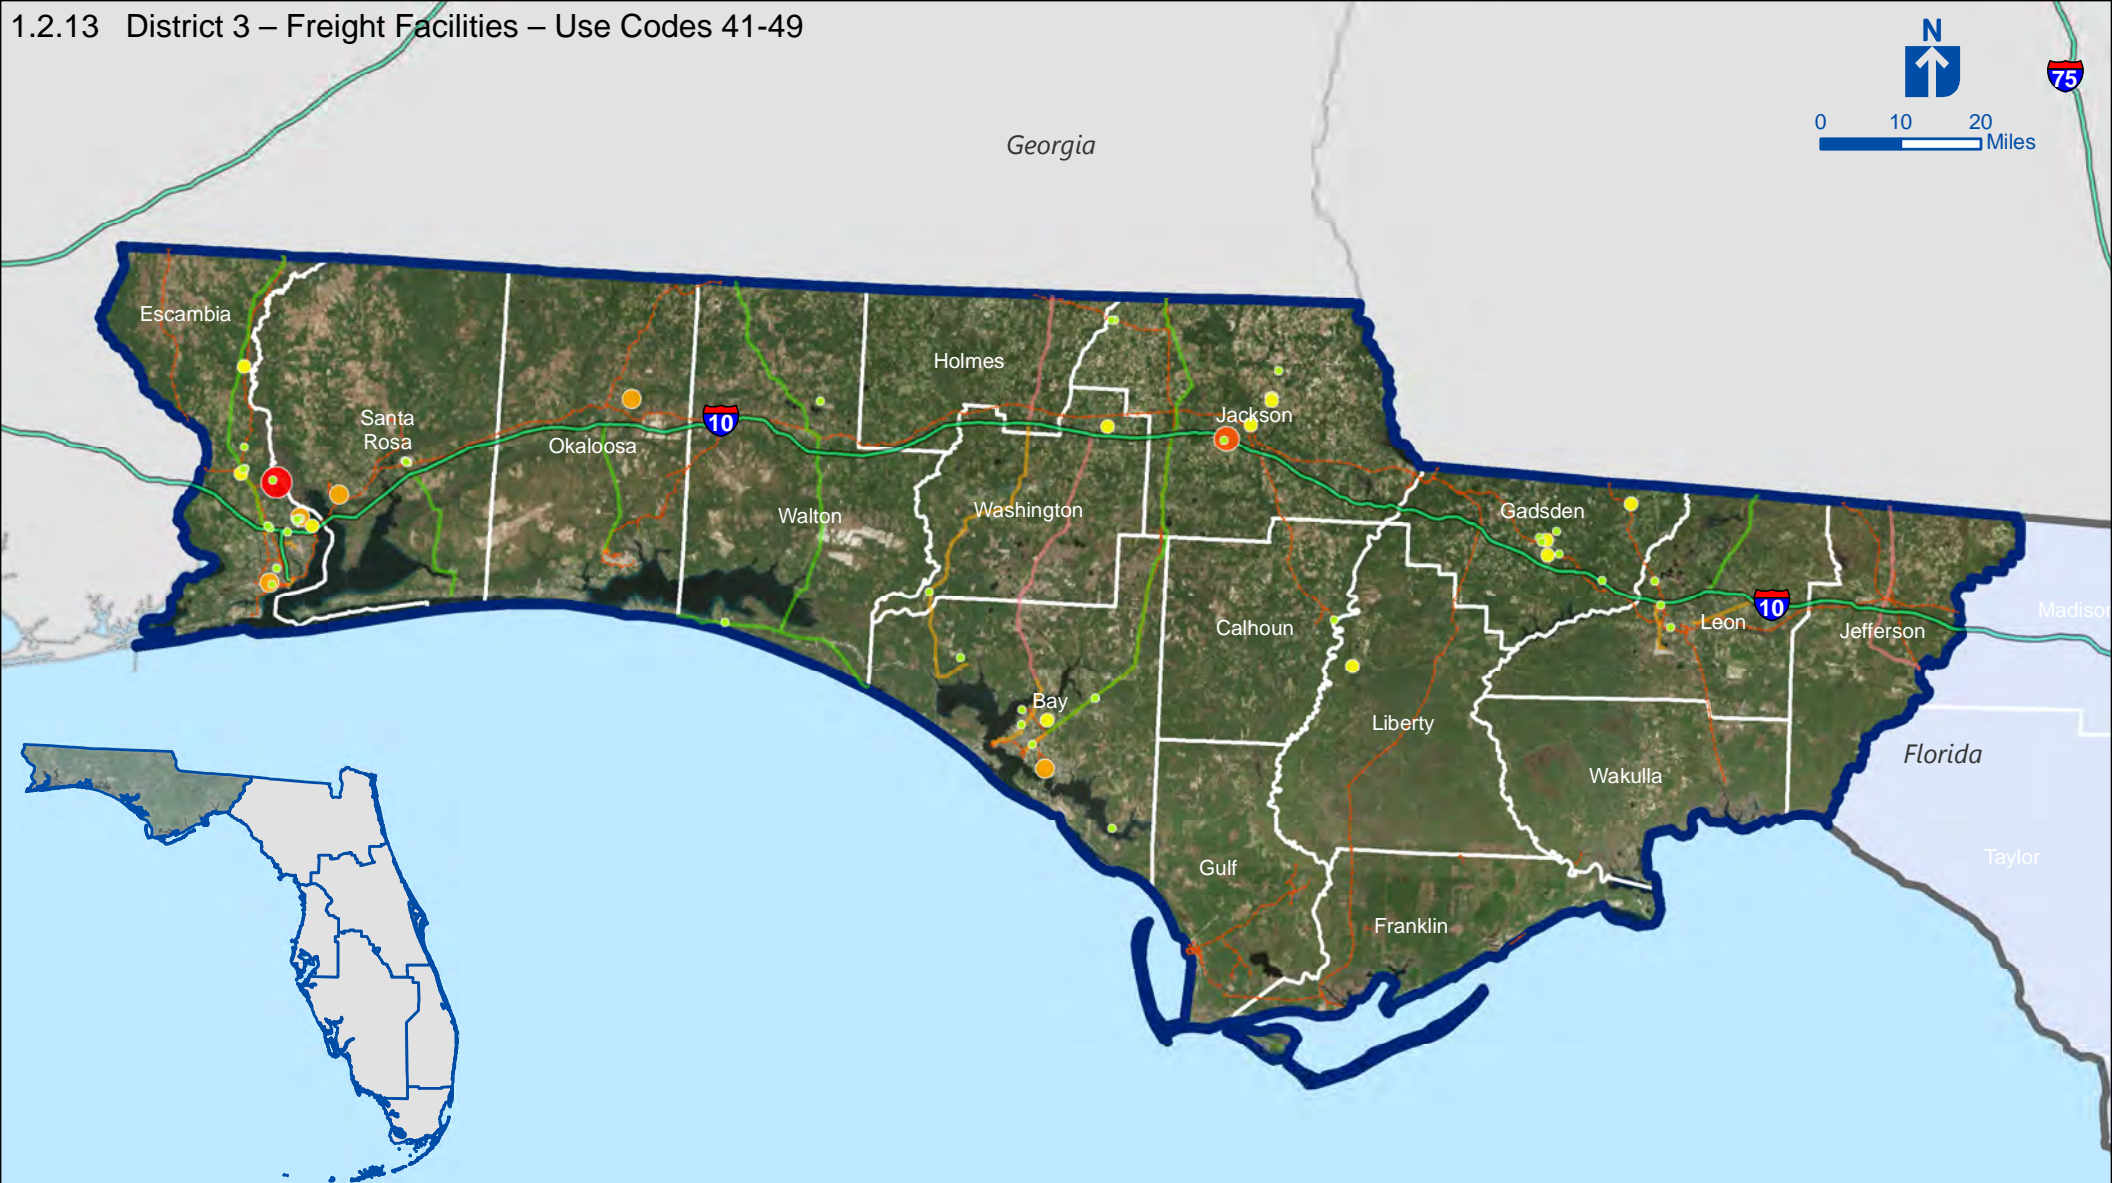 1.2.13 District 3 – Freight Facilities – Use Codes 41-49
N
75
0 10 20
Miles
Georgia
Escambia
Holmes
Santa
Rosa
Jackson
10
Okaloosa
Washington
Walton
Gadsden
10
Calhoun
Leon
Jefferson
Madison
Bay
Liberty
Florida
Wakulla
Taylor
Gulf
Franklin